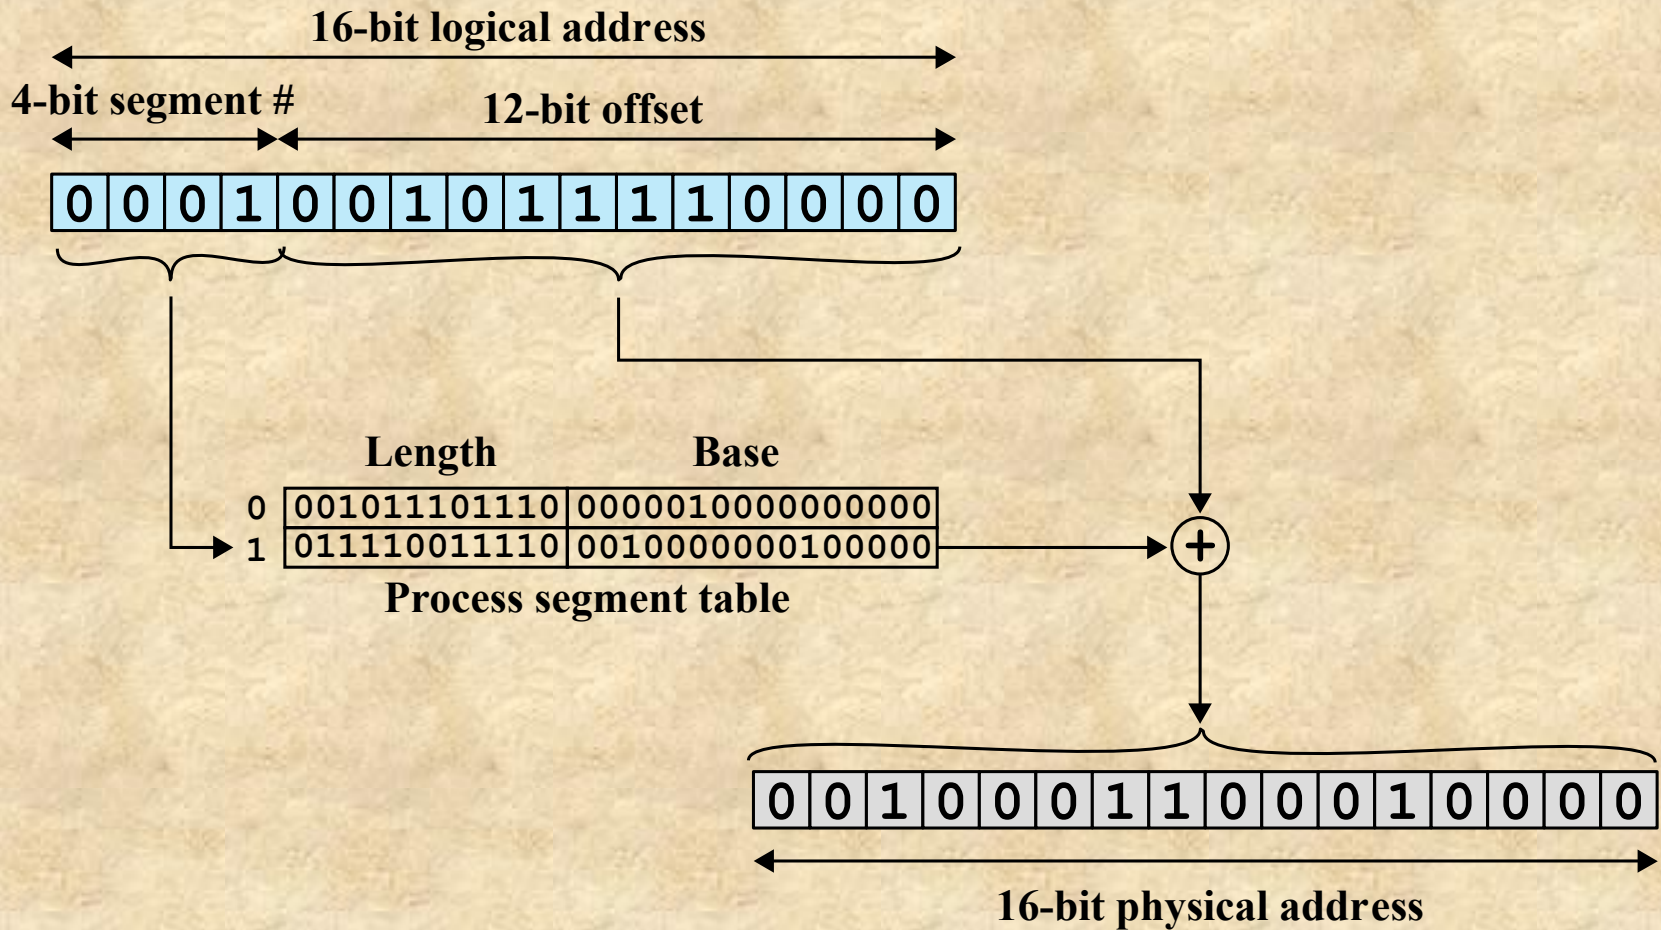 16-bit logical address
4-bit segment # 12-bit offset
0 0 0 1 0 0 1 0 1 1 1 1 0 0 0 0
Length Base
0 001011101110 0000010000000000
1 011110011110 0010000000100000
+
Process segment table
0 0 1 0 0 0 1 1 0 0 0 1 0 0 0 0
16-bit physical address